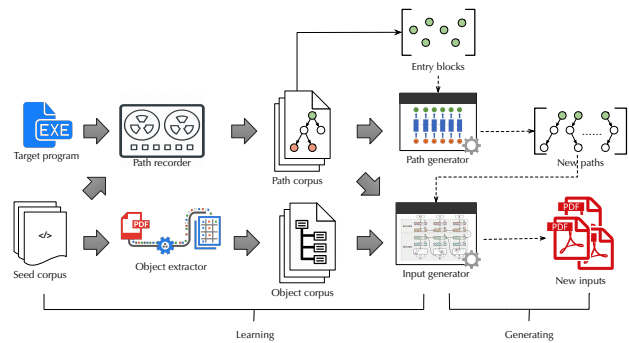 Entry blocks
EXE
Target program
Path recorder
Path corpus
Path generator
New paths
</>
Seed corpus
PDF
Object extractor
Object corpus
Input generator
PDF
PDF
New inputs
Learning
Generating